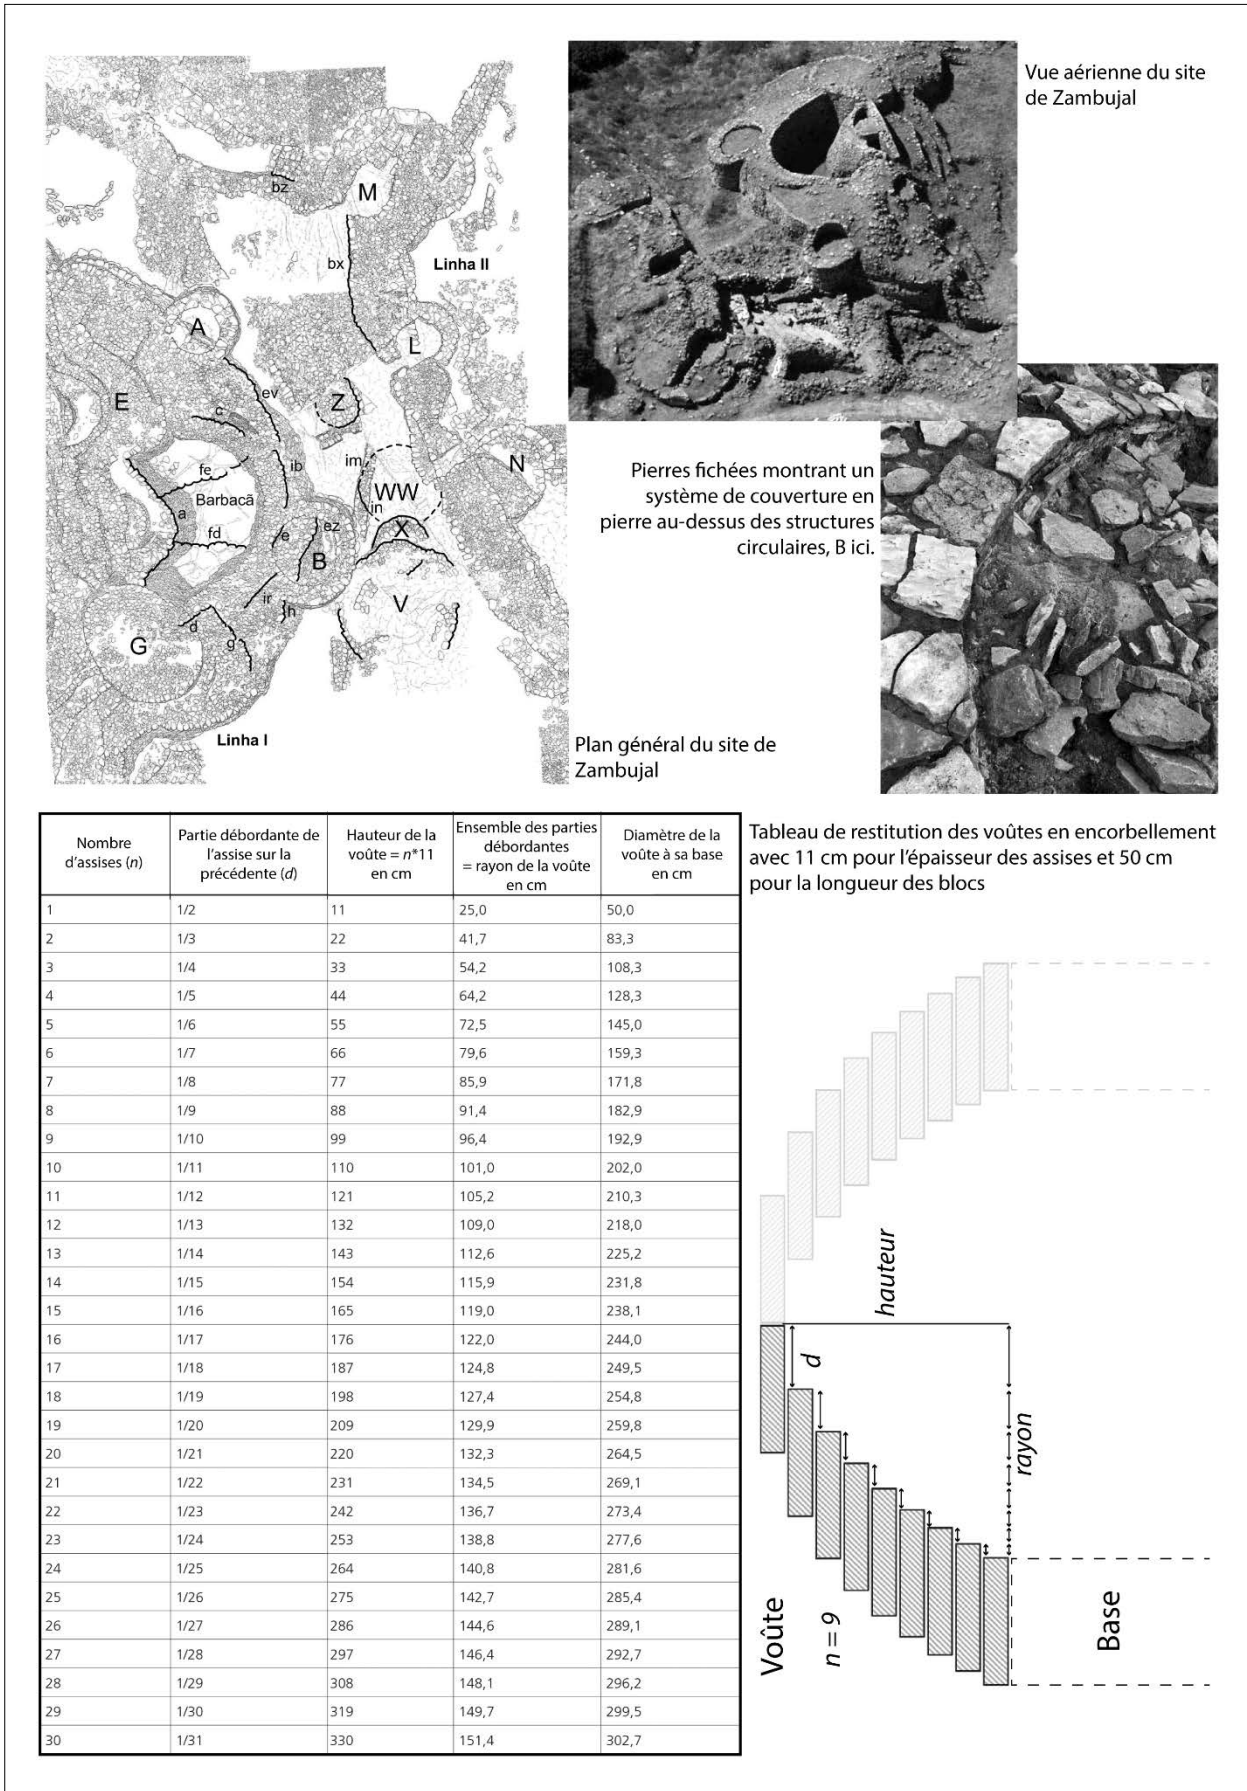 Vue aérienne du site
de Zambujal
bz
M
bx
Linha II
A
L
ev
E
Z
c
im
N
ib
fe
WW
Barbacã
in
a
ez
X
fd
e
B
ir
h
V
d
g
G
Linha I
Pierres fichées montrant un
système de couverture en
pierre au-dessus des structures
circulaires, B ici.
Plan général du site de
Zambujal
Nombre
d’assises (n)
Partie débordante de
l’assise sur la
précédente (d)
Hauteur de la
voûte = n*11
en cm
Ensemble des parties
débordantes
= rayon de la voûte
en cm
Diamètre de la
voûte à sa base
en cm
1 1/2 11 25,0 50,0
2 1/3 22 41,7 83,3
3 1/4 33 54,2 108,3
4 1/5 44 64,2 128,3
5 1/6 55 72,5 145,0
6 1/7 66 79,6 159,3
7 1/8 77 85,9 171,8
8 1/9 88 91,4 182,9
9 1/10 99 96,4 192,9
10 1/11 110 101,0 202,0
11 1/12 121 105,2 210,3
12 1/13 132 109,0 218,0
13 1/14 143 112,6 225,2
14 1/15 154 115,9 231,8
15 1/16 165 119,0 238,1
16 1/17 176 122,0 244,0
17 1/18 187 124,8 249,5
18 1/19 198 127,4 254,8
19 1/20 209 129,9 259,8
20 1/21 220 132,3 264,5
21 1/22 231 134,5 269,1
22 1/23 242 136,7 273,4
23 1/24 253 138,8 277,6
24 1/25 264 140,8 281,6
25 1/26 275 142,7 285,4
26 1/27 286 144,6 289,1
27 1/28 297 146,4 292,7
28 1/29 308 148,1 296,2
29 1/30 319 149,7 299,5
30 1/31 330 151,4 302,7
Tableau de restitution des voûtes en encorbellement
avec 11 cm pour l’épaisseur des assises et 50 cm
pour la longueur des blocs
hauteur
d
rayon
Voûte
n = 9
Base